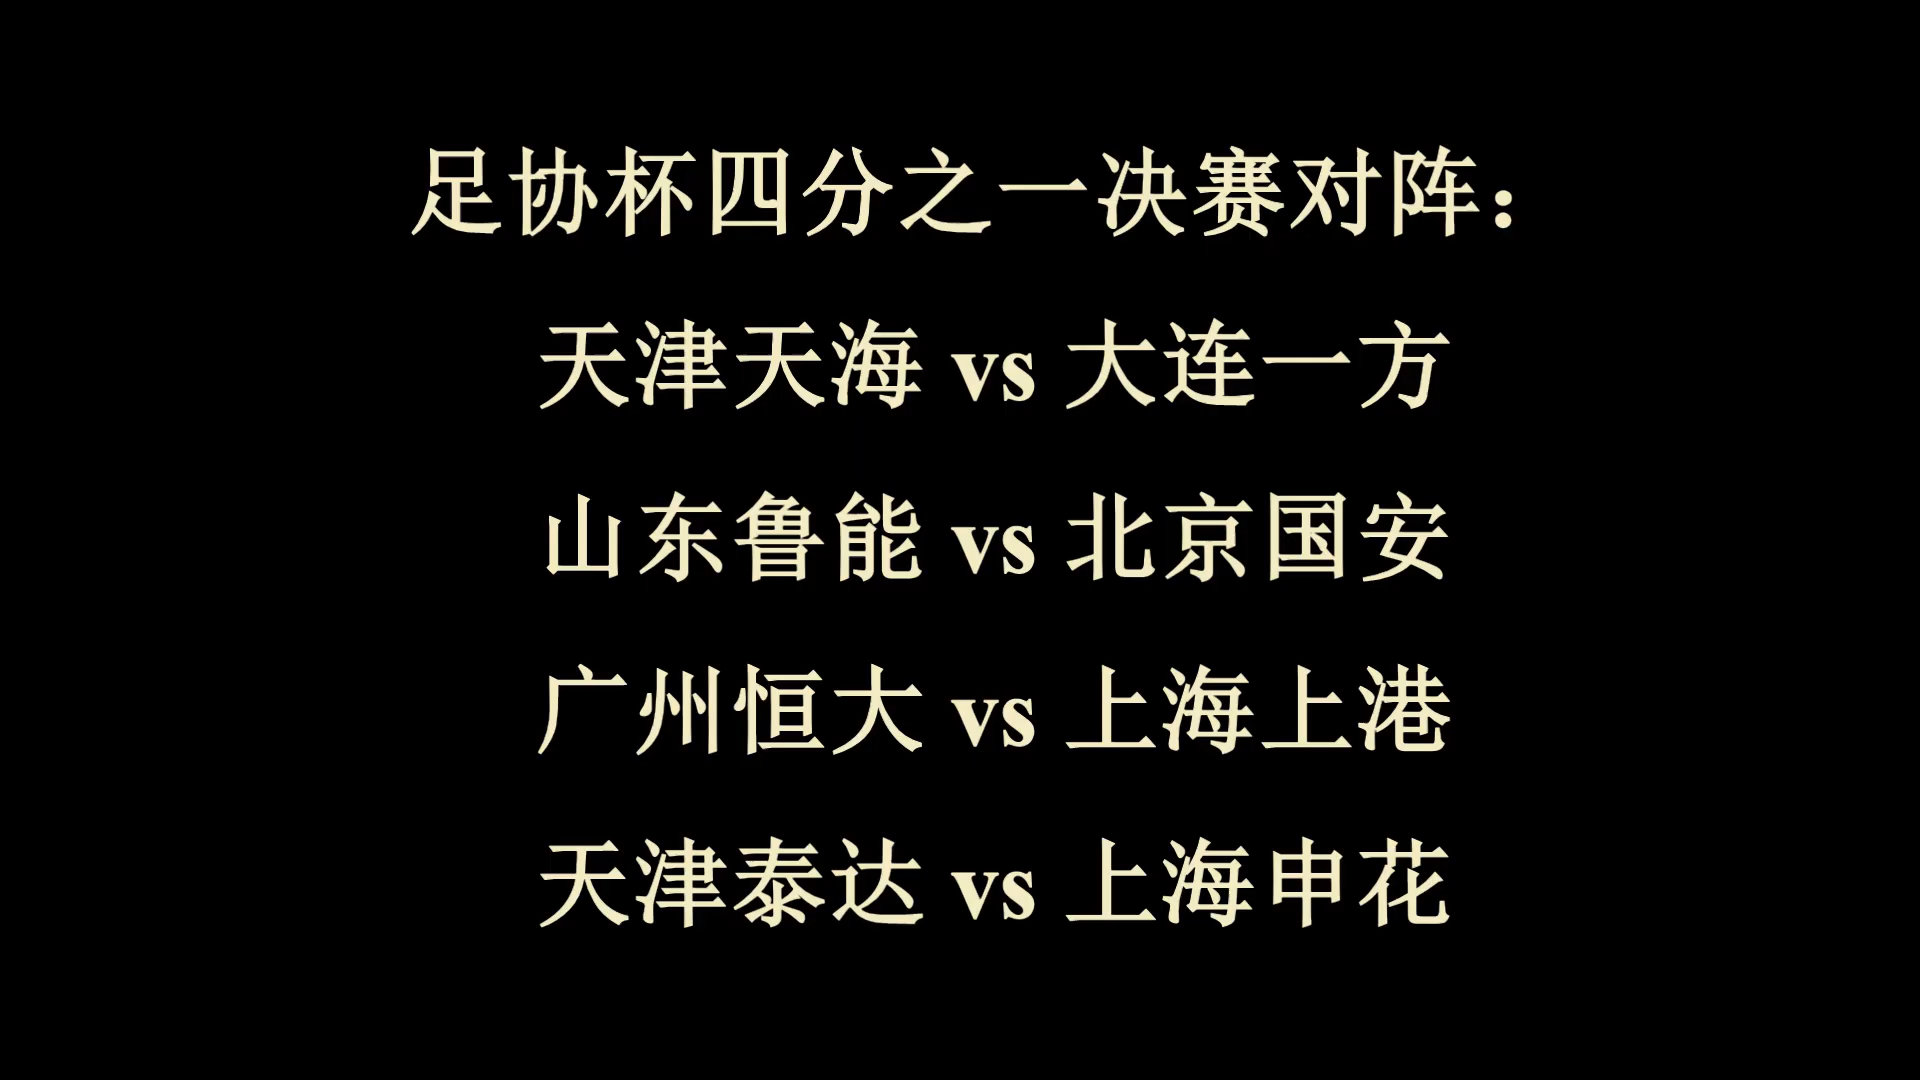 足协杯四分之一决赛对阵：
天津天海 vs 大连一方
山东鲁能 vs 北京国安
广州恒大 vs 上海上港
天津泰达 vs 上海申花